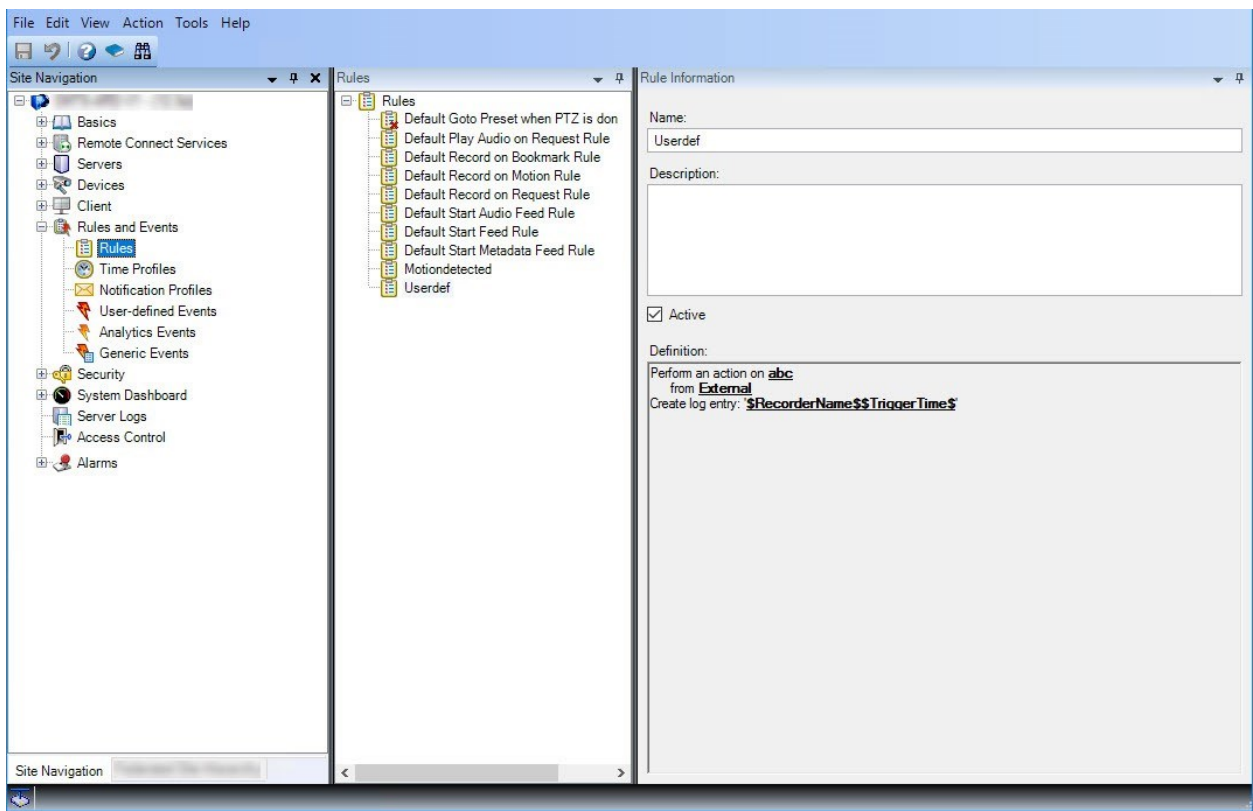 File Edit View Action Tools Help
Site Navigation
Basics
Remote Connect Services
Servers
Devices
Client
Rules and Events
Rules
Time Profiles
Notification Profiles
User-defined Events
Analytics Events
Generic Events
Security
System Dashboard
Server Logs
Access Control
Alarms
Site Navigation
Rules
Rules
Default Goto Preset when PTZ is don
Default Play Audio on Request Rule
Default Record on Bookmark Rule
Default Record on Motion Rule
Default Record on Request Rule
Default Start Audio Feed Rule
Default Start Feed Rule
Default Start Metadata Feed Rule
Motiondetected
Userdef
Rule Information
Name:
Userdef
Description:
Active
Definition:
Perform an action on abc
from External
Create log entry: '$RecorderName$$TriggerTime$'